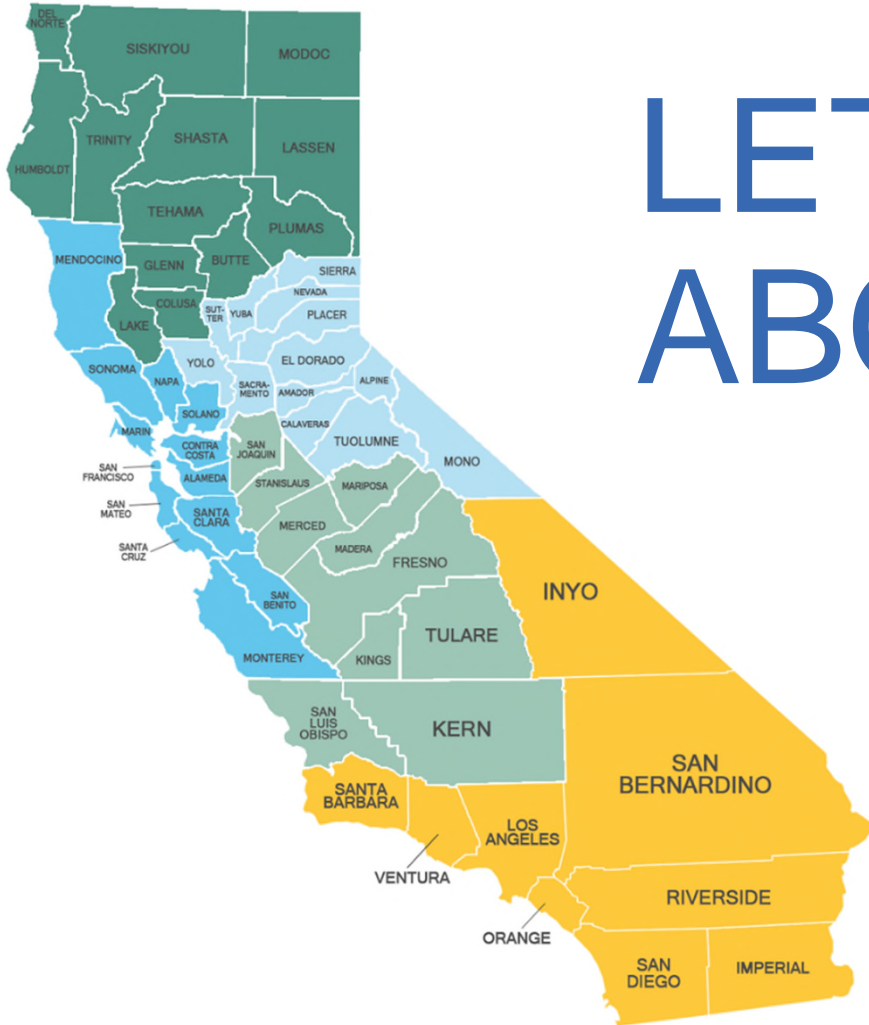 DEL
NORTE
SISKIYOU
MODOC
HUMBOLDT
TRINITY
SHASTA
LASSEN
TEHAMA
PLUMAS
MENDOCINO
GLENN
BUTTE
SIERRA
NEVADA
COLUSA
SUT-
TER
YUBA
PLACER
LAKE
YOLO
EL DORADO
SONOMA
NAPA
SACRA-
MENTO
AMADOR
ALPINE
SOLANO
CALAVERAS
MARIN
CONTRA
COSTA
SAN
JOAQUIN
TUOLUMNE
MONO
SAN
FRANCISCO
ALAMEDA
STANISLAUS
MARIPOSA
SAN
MATEO
SANTA
CLARA
MERCED
SANTA
CRUZ
MADERA
FRESNO
SAN
BENITO
INYO
TULARE
MONTEREY
KINGS
SAN
LUIS
OBISPO
KERN
SAN
BERNARDINO
SANTA
BARBARA
LOS
ANGELES
VENTURA
RIVERSIDE
ORANGE
SAN
DIEGO
IMPERIAL
LET
ABO